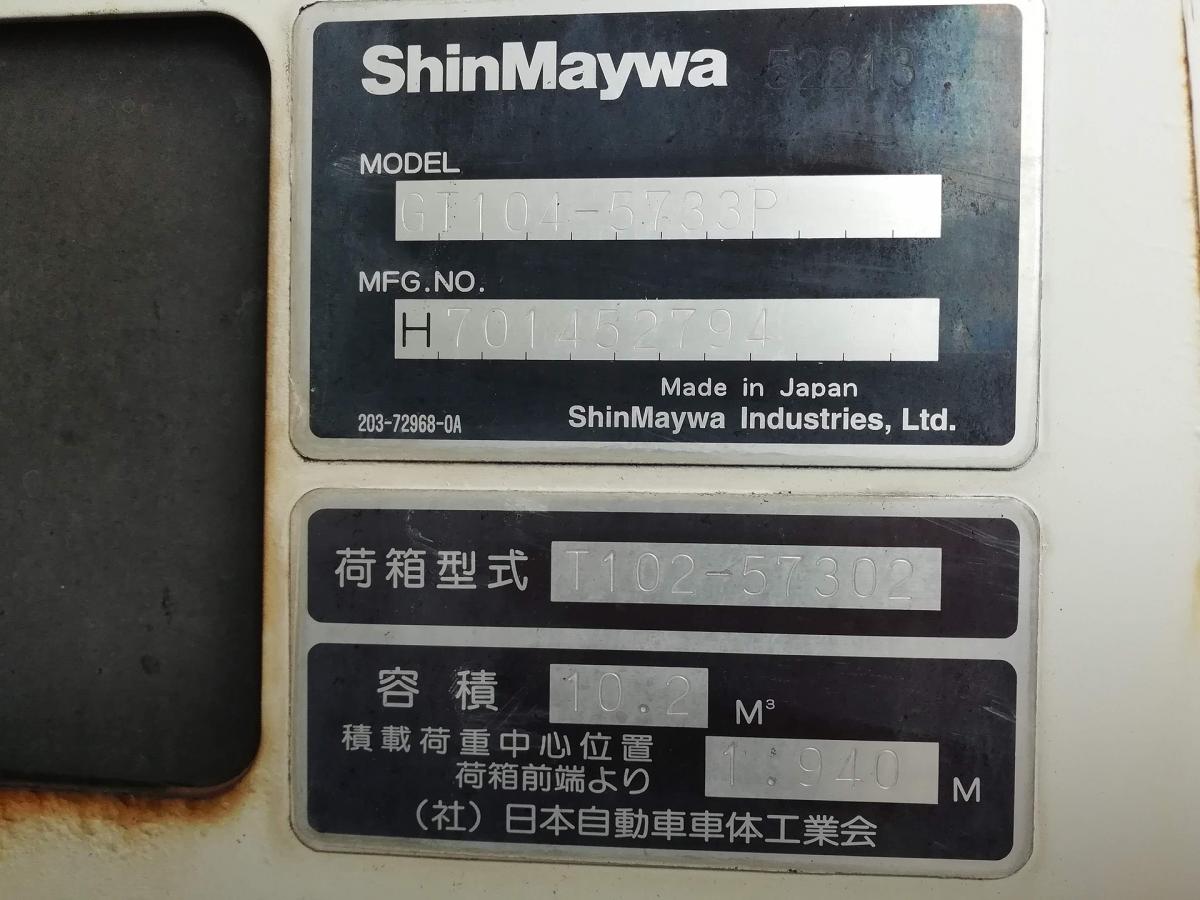 ShinMaywa 52213
MODEL
GT104-5733P
MFG.NO.
H701452794
Made in Japan
203-72968-0A ShinMaywa Industries, Ltd.
荷箱型式 T102-57302
容積 10.2 M³
積載荷重中心位置
荷箱前端より 1.940 M
(社)日本自動車車体工業会